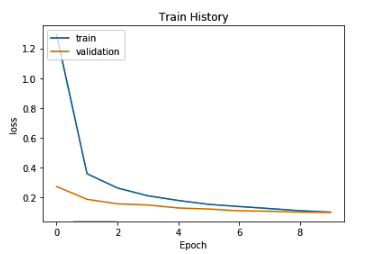 Train History
train
validation
loss
1.2
1.0
0.8
0.6
0.4
0.2
0 2 4 6 8
Epoch